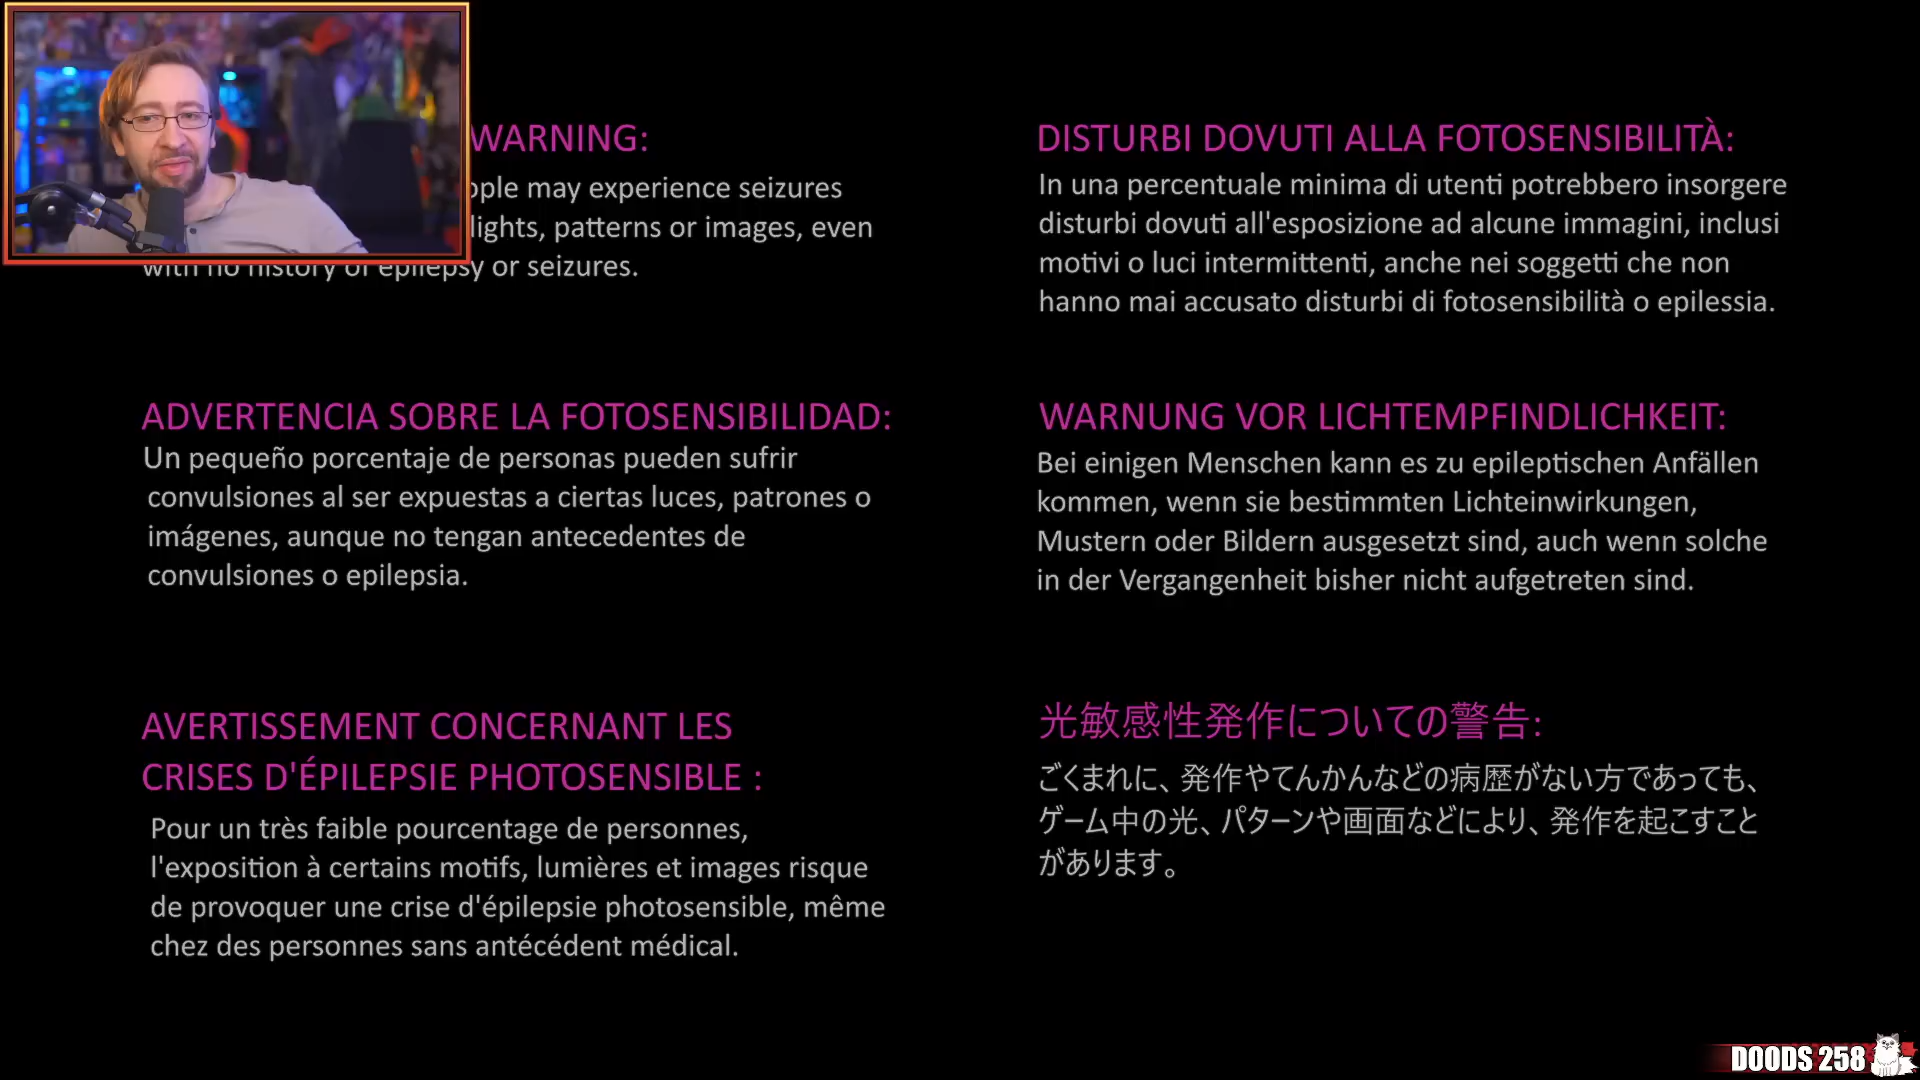 WARNING:
may experience seizures
lights, patterns or images, even
with no history of epilepsy or seizures.
ADVERTENCIA SOBRE LA FOTOSENSIBILIDAD:
Un pequeño porcentaje de personas pueden sufrir
convulsiones al ser expuestas a ciertas luces, patrones o
imágenes, aunque no tengan antecedentes de
convulsiones o epilepsia.
AVERTISSEMENT CONCERNANT LES
CRISES D'ÉPILEPSIE PHOTOSENSIBLE :
Pour un très faible pourcentage de personnes,
l'exposition à certains motifs, lumières et images risque
de provoquer une crise d'épilepsie photosensible, même
chez des personnes sans antécédent médical.
DISTURBI DOVUTI ALLA FOTOSENSIBILITÀ:
In una percentuale minima di utenti potrebbero insorgere
disturbi dovuti all'esposizione ad alcune immagini, inclusi
motivi o luci intermittenti, anche nei soggetti che non
hanno mai accusato disturbi di fotosensibilità o epilessia.
WARNUNG VOR LICHTEMPFINDLICHKEIT:
Bei einigen Menschen kann es zu epileptischen Anfällen
kommen, wenn sie bestimmten Lichteinwirkungen,
Mustern oder Bildern ausgesetzt sind, auch wenn solche
in der Vergangenheit bisher nicht aufgetreten sind.
光敏感性発作についての警告:
ごくまれに、発作やてんかんなどの病歴がない方であっても、
ゲーム中の光、パターンや画面などにより、発作を起こすこと
があります。
DOODS 258